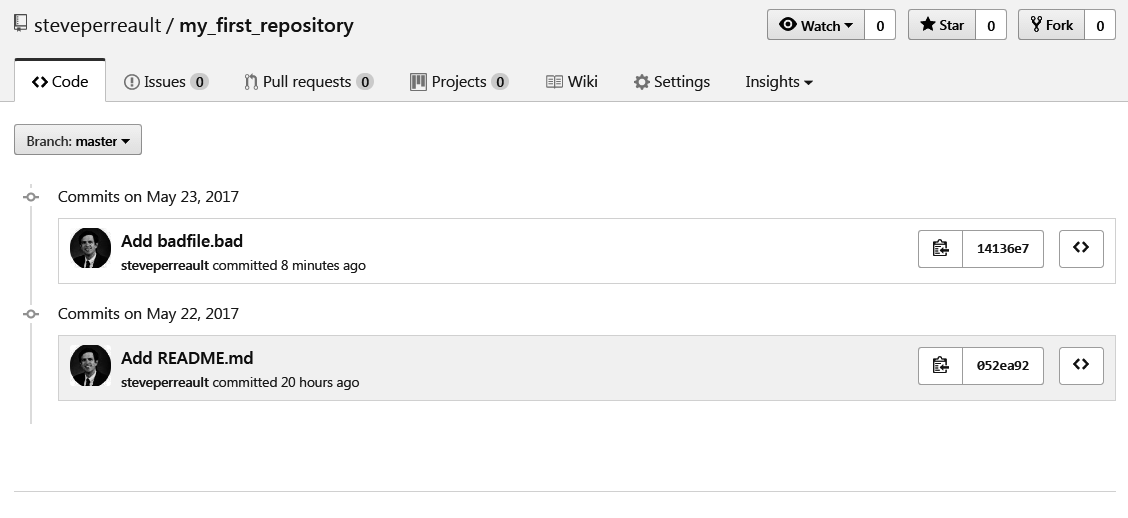 steveperreault / my_first_repository
Watch 0 Star 0 Fork 0
Code Issues 0 Pull requests 0 Projects 0 Wiki Settings Insights
Branch: master
Commits on May 23, 2017
Add badfile.bad
steveperreault committed 8 minutes ago
14136e7
Commits on May 22, 2017
Add README.md
steveperreault committed 20 hours ago
052ea92